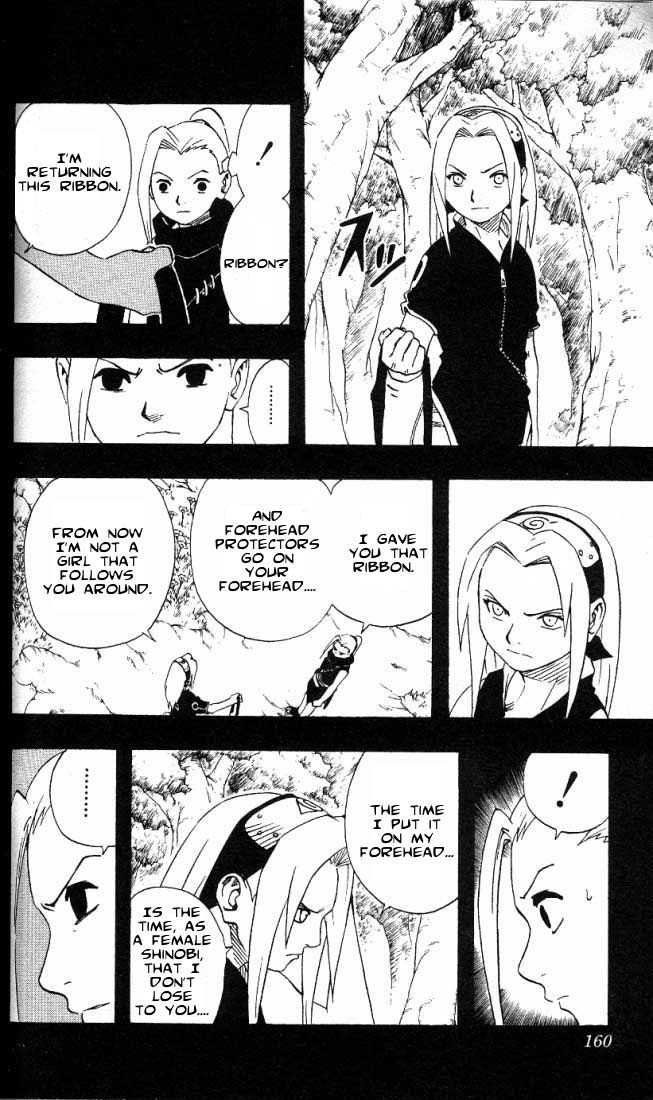 スッ
!
RIBBON?
I'M
RETURNING
THIS RIBBON.
........
I GAVE
YOU THAT
RIBBON.
AND
FOREHEAD
PROTECTORS
GO ON
YOUR
FOREHEAD....
FROM NOW
I'M NOT A
GIRL THAT
FOLLOWS
YOU AROUND.
!
THE TIME
I PUT IT
ON MY
FOREHEAD...
IS THE
TIME, AS
A FEMALE
SHINOBI,
THAT I
DON'T
LOSE
TO YOU....
........
160